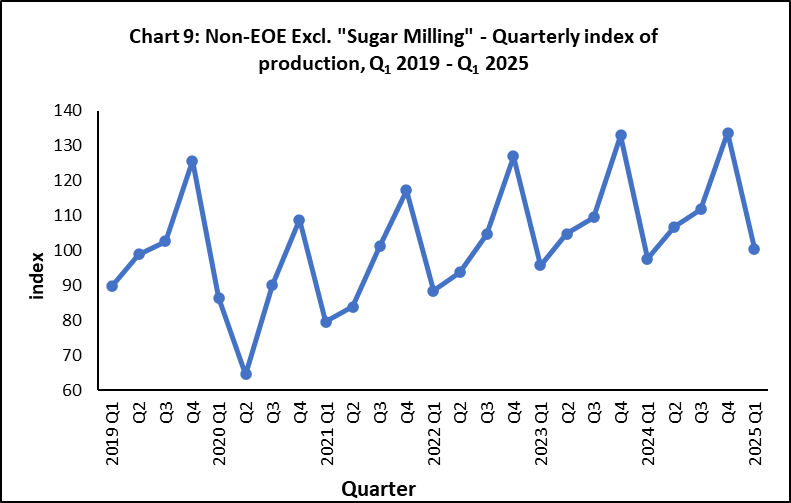 Chart 9: Non-EOE Excl. "Sugar Milling" - Quarterly index of
production, Q₁ 2019 - Q₁ 2025
140
130
120
110
100
90
80
70
60
index
2019 Q1
Q2
Q3
Q4
2020 Q1
Q2
Q3
Q4
2021 Q1
Q2
Q3
Q4
2022 Q1
Q2
Q3
Q4
2023 Q1
Q2
Q3
Q4
2024 Q1
Q2
Q3
Q4
2025 Q1
Quarter